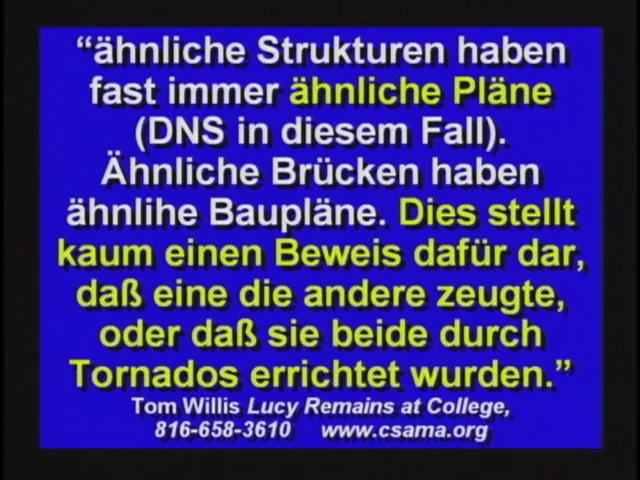 “ähnliche Strukturen haben
fast immer ähnliche Pläne
(DNS in diesem Fall).
Ähnliche Brücken haben
ähnlihe Baupläne. Dies stellt
kaum einen Beweis dafür dar,
daß eine die andere zeugte,
oder daß sie beide durch
Tornados errichtet wurden.”
Tom Willis Lucy Remains at College,
816-658-3610 www.csama.org